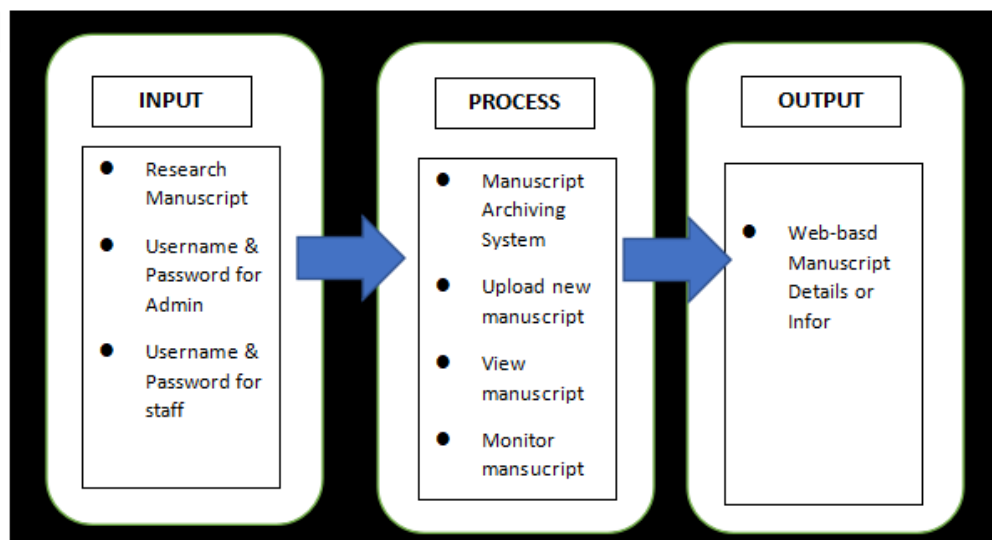 INPUT
● Research
Manuscript
● Username &
Password for
Admin
● Username &
Password for
staff
PROCESS
● Manuscript
Archiving
System
● Upload new
manuscript
● View
manuscript
● Monitor
mansucript
OUTPUT
● Web-basd
Manuscript
Details or
Infor